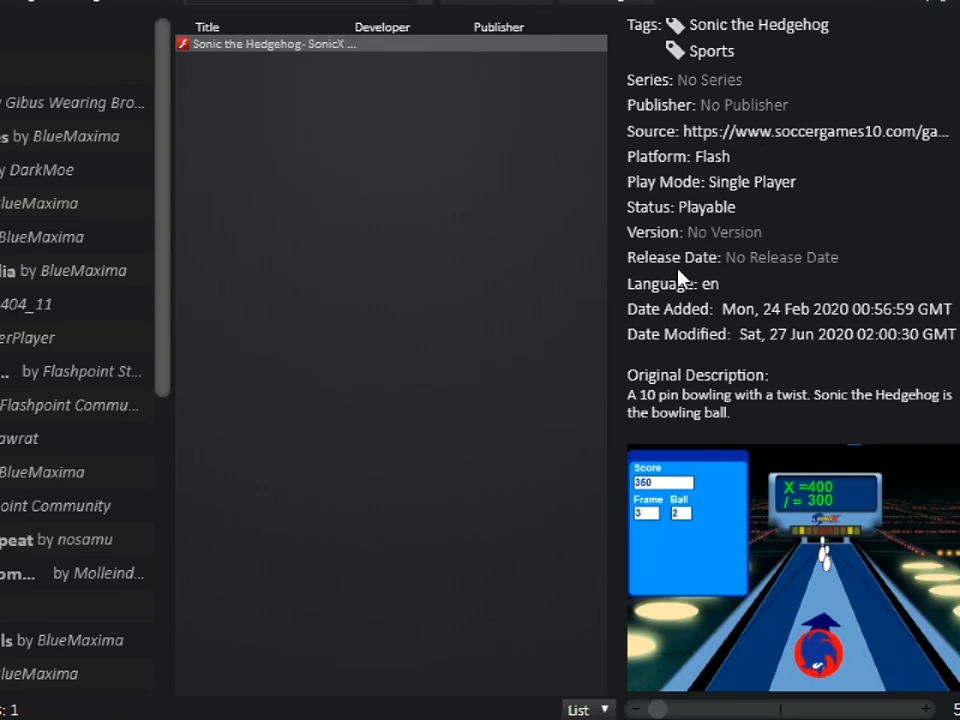 Title Developer Publisher
Sonic the Hedgehog- SonicX ...
Gibus Wearing Bro...
s by BlueMaxima
y DarkMoe
lueMaxima
BlueMaxima
lia by BlueMaxima
404_11
erPlayer
.. by Flashpoint St...
Flashpoint Commu...
awrat
BlueMaxima
oint Community
peat by nosamu
om... by Molleind...
ls by BlueMaxima
lueMaxima
s: 1
Tags: Sonic the Hedgehog
Sports
Series: No Series
Publisher: No Publisher
Source: https://www.soccergames10.com/ga...
Platform: Flash
Play Mode: Single Player
Status: Playable
Version: No Version
Release Date: No Release Date
Language: en
Date Added: Mon, 24 Feb 2020 00:56:59 GMT
Date Modified: Sat, 27 Jun 2020 02:00:30 GMT
Original Description:
A 10 pin bowling with a twist. Sonic the Hedgehog is
the bowling ball.
Score
350
Frame Ball
3 2
X =400
/ = 300
List